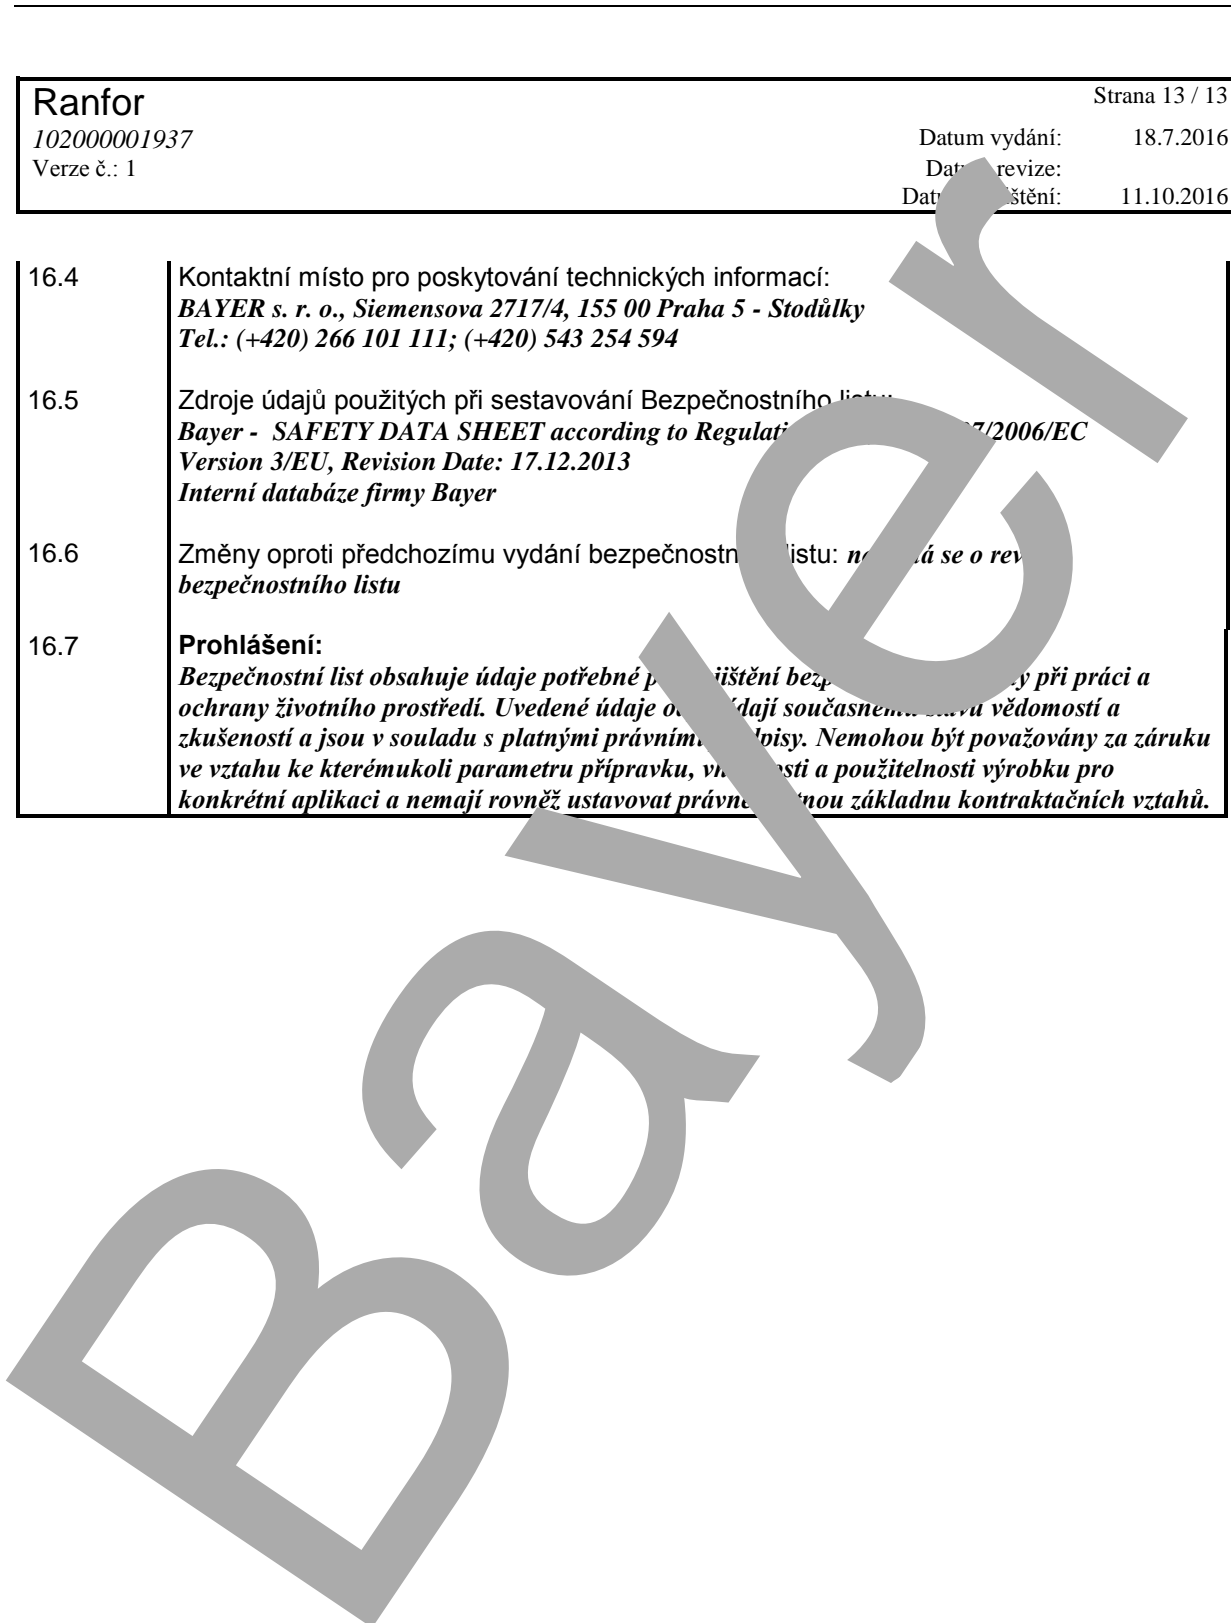 Ranfor
Strana 13 / 13
102000001937
Datum vydání: 18.7.2016
Verze č.: 1
revize:
11.10.2016
16.4 Kontaktní místo pro poskytování technických informací:
BAYER s. r. o., Siemensova 2717/4, 155 00 Praha 5 - Stodůlky
Tel.: (+420) 266 101 111; (+420) 543 254 594
16.5 Zdroje údajů použitých při sestavování Bezpečnostního listu:
Bayer - SAFETY DATA SHEET according to
Version 3/EU, Revision Date: 17.12.2013
Interní databáze firmy Bayer
16.6 Změny oproti předchozímu vydání bezpečnostního listu: se o
bezpečnostního listu
16.7 Prohlášení:
Bezpečnostní list obsahuje údaje potřebné při práci a
ochrany životního prostředí. Uvedené údaje současnému stavu vědomostí a
zkušeností a jsou v souladu s platnými právními Nemohou být považovány za záruku
ve vztahu ke kterémukoli parametru přípravku, a použitelnosti výrobku pro
konkrétní aplikaci a nemají rovněž ustavovat právně základnu kontraktačních vztahů.
Bayer